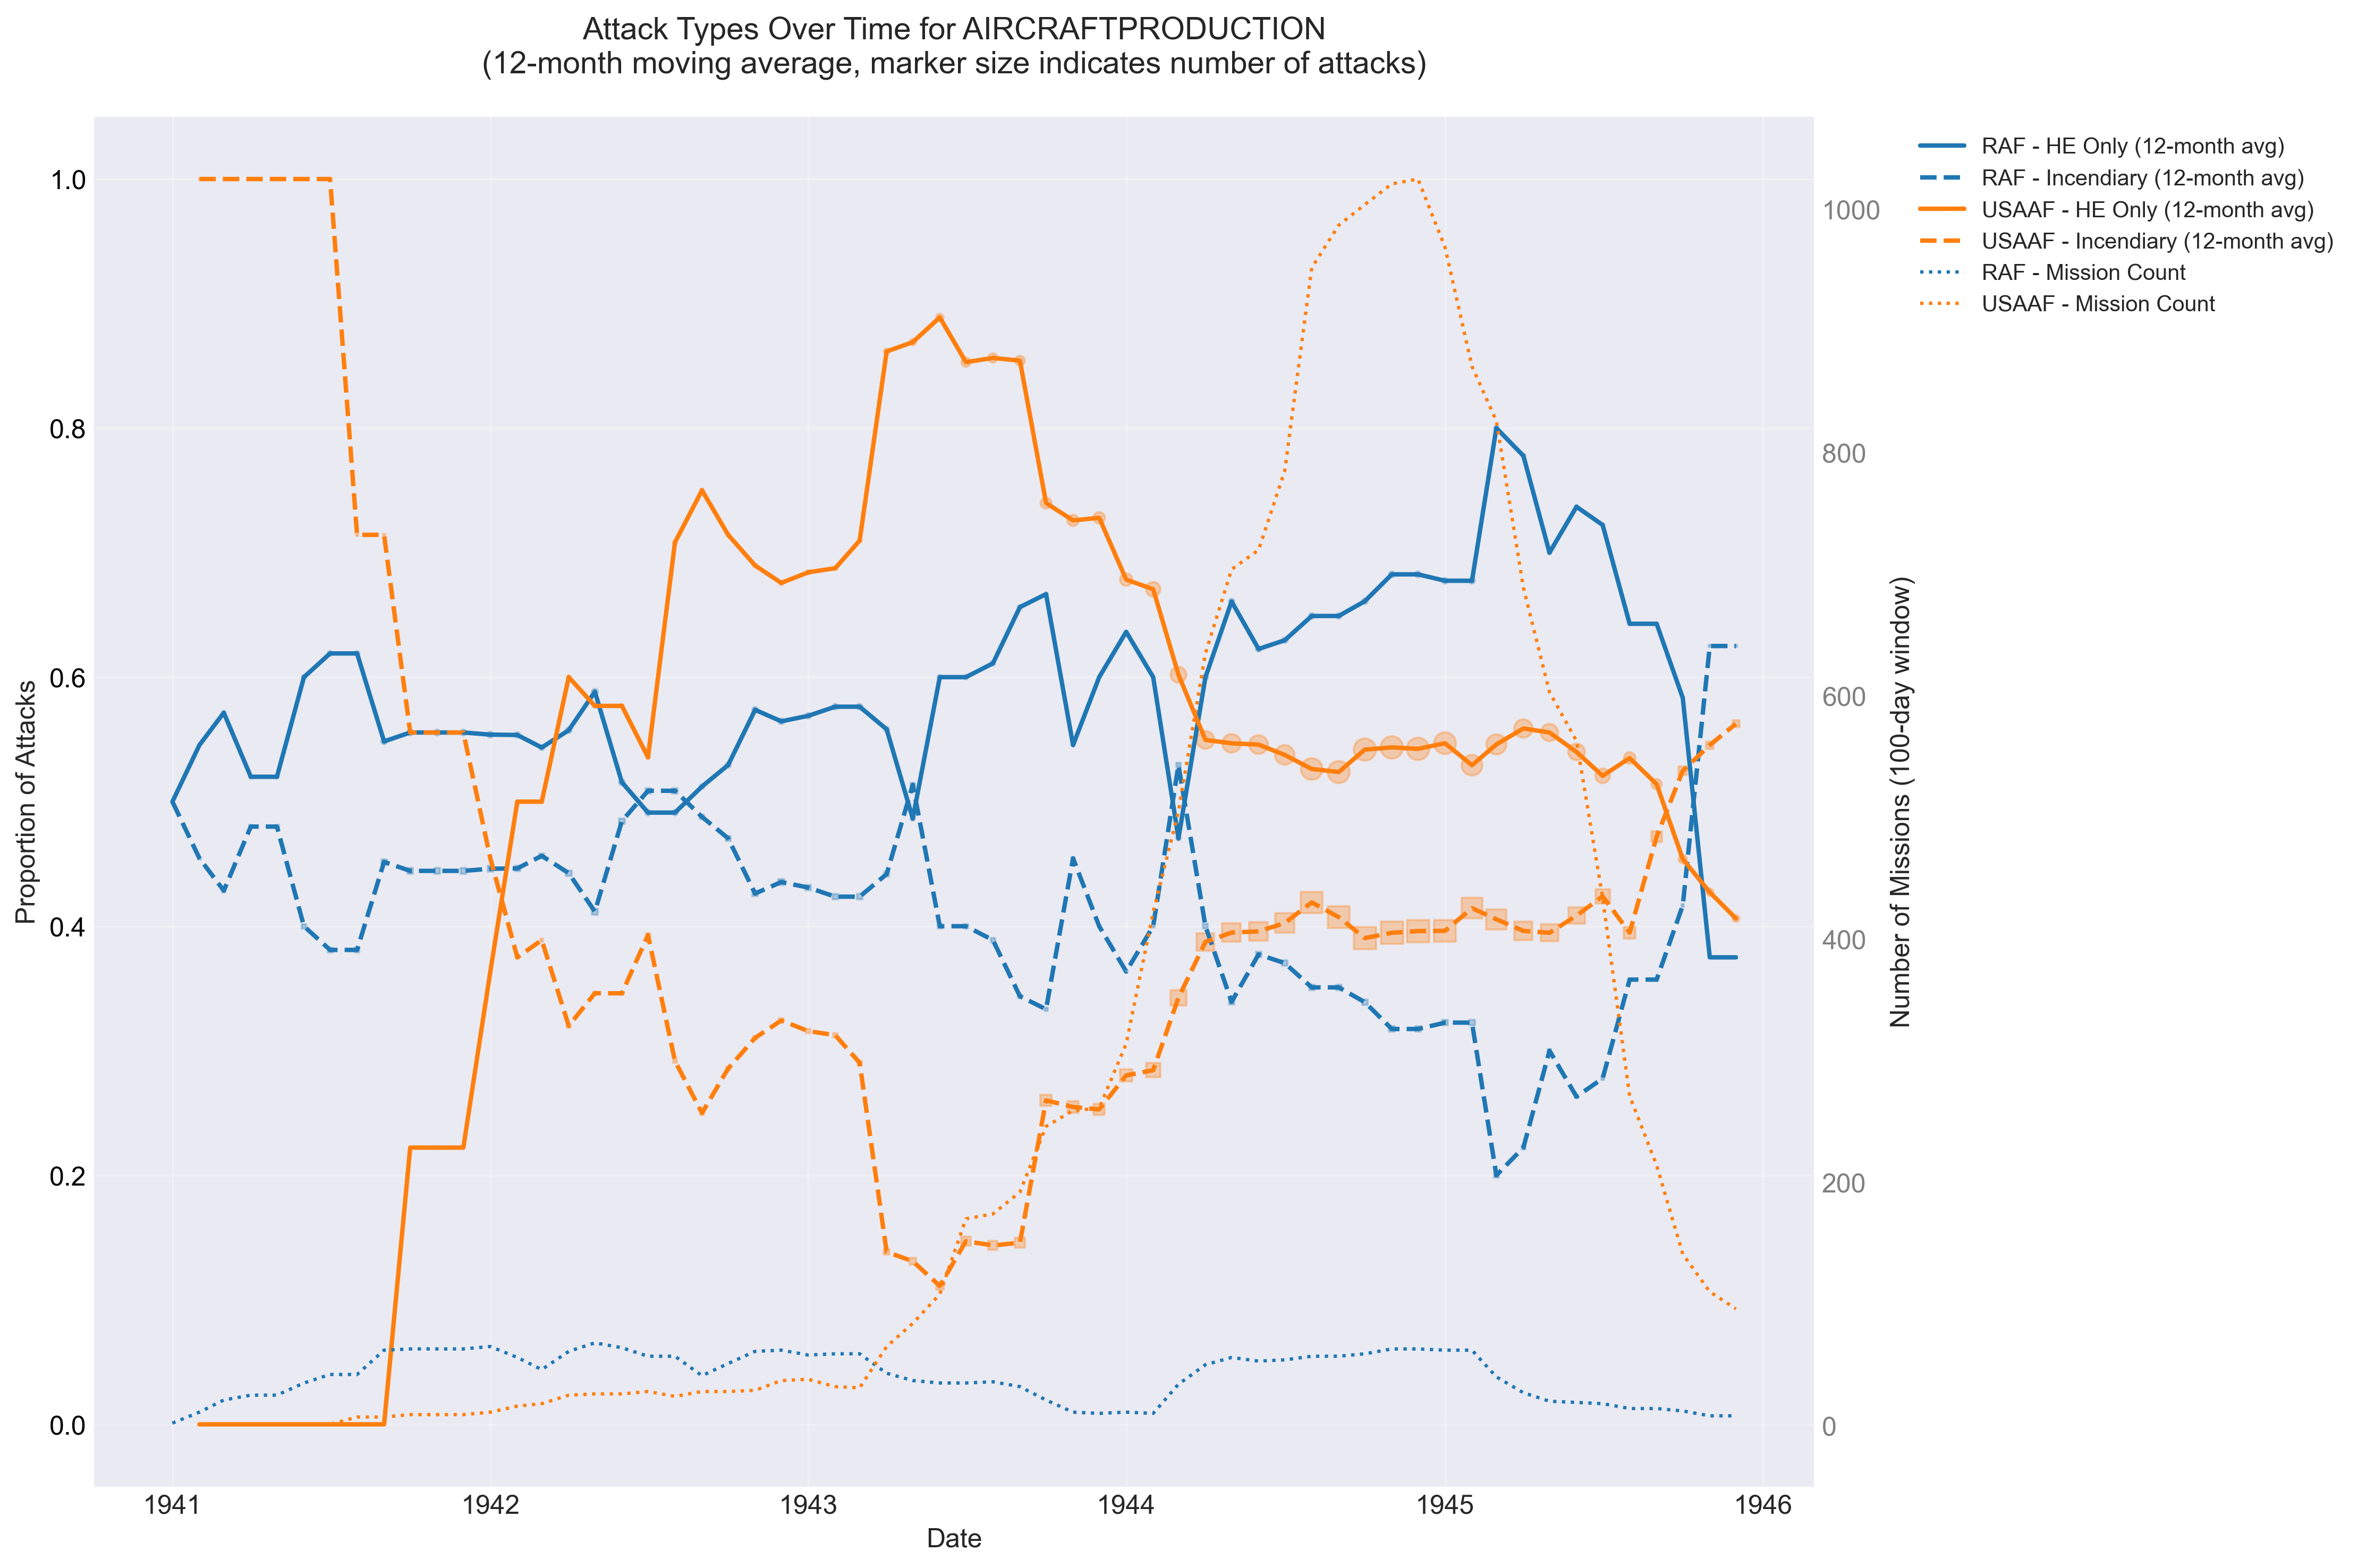 Attack Types Over Time for AIRCRAFTPRODUCTION
(12-month moving average, marker size indicates number of attacks)
RAF - HE Only (12-month avg)
RAF - Incendiary (12-month avg)
USAAF - HE Only (12-month avg)
USAAF - Incendiary (12-month avg)
RAF - Mission Count
USAAF - Mission Count
Proportion of Attacks
1.0
0.8
0.6
0.4
0.2
0.0
1000
800
600
400
200
0
Number of Missions (100-day window)
1941
1942
1943
1944
1945
1946
Date